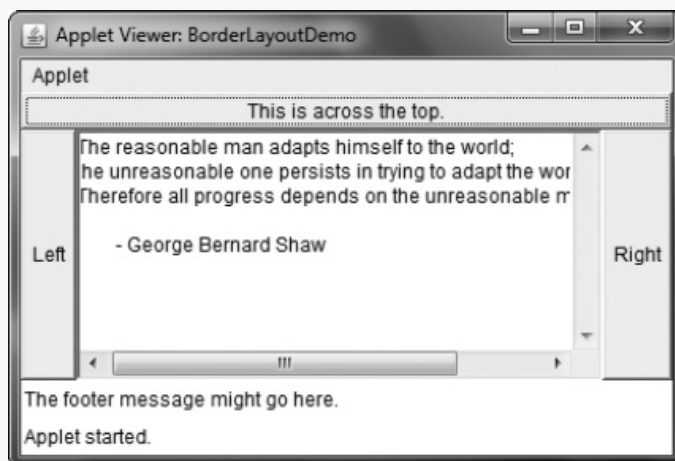 Applet Viewer: BorderLayoutDemo
Applet
This is across the top.
The reasonable man adapts himself to the world;
he unreasonable one persists in trying to adapt the wor
Therefore all progress depends on the unreasonable m
- George Bernard Shaw
Left
Right
The footer message might go here.
Applet started.